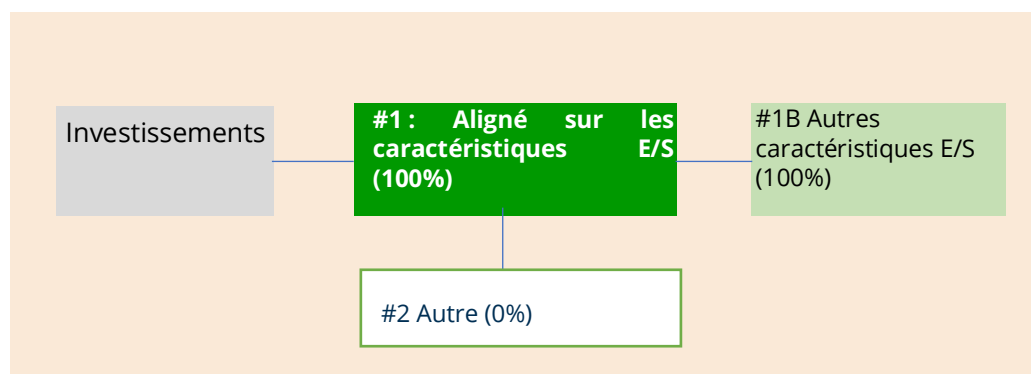 Investissements
#1 : Aligné sur les
caractéristiques E/S
(100%)
#1B Autres
caractéristiques E/S
(100%)
#2 Autre (0%)